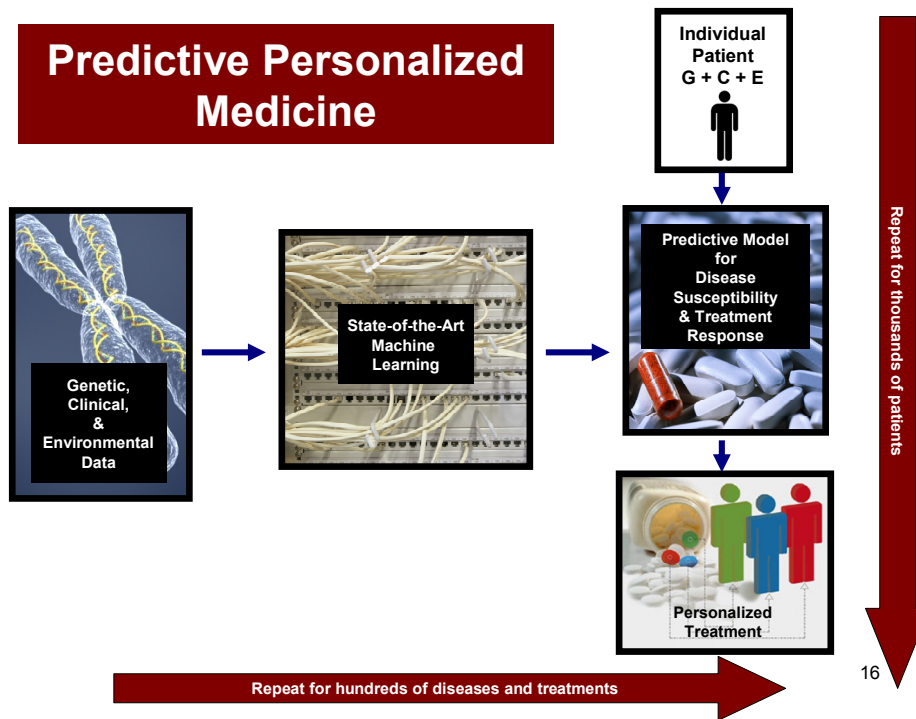 Predictive Personalized
Medicine
Individual
Patient
G + C + E
Genetic,
Clinical,
&
Environmental
Data
State-of-the-Art
Machine
Learning
Predictive Model
for
Disease
Susceptibility
& Treatment
Response
Personalized
Treatment
Repeat for thousands of patients
Repeat for hundreds of diseases and treatments
16